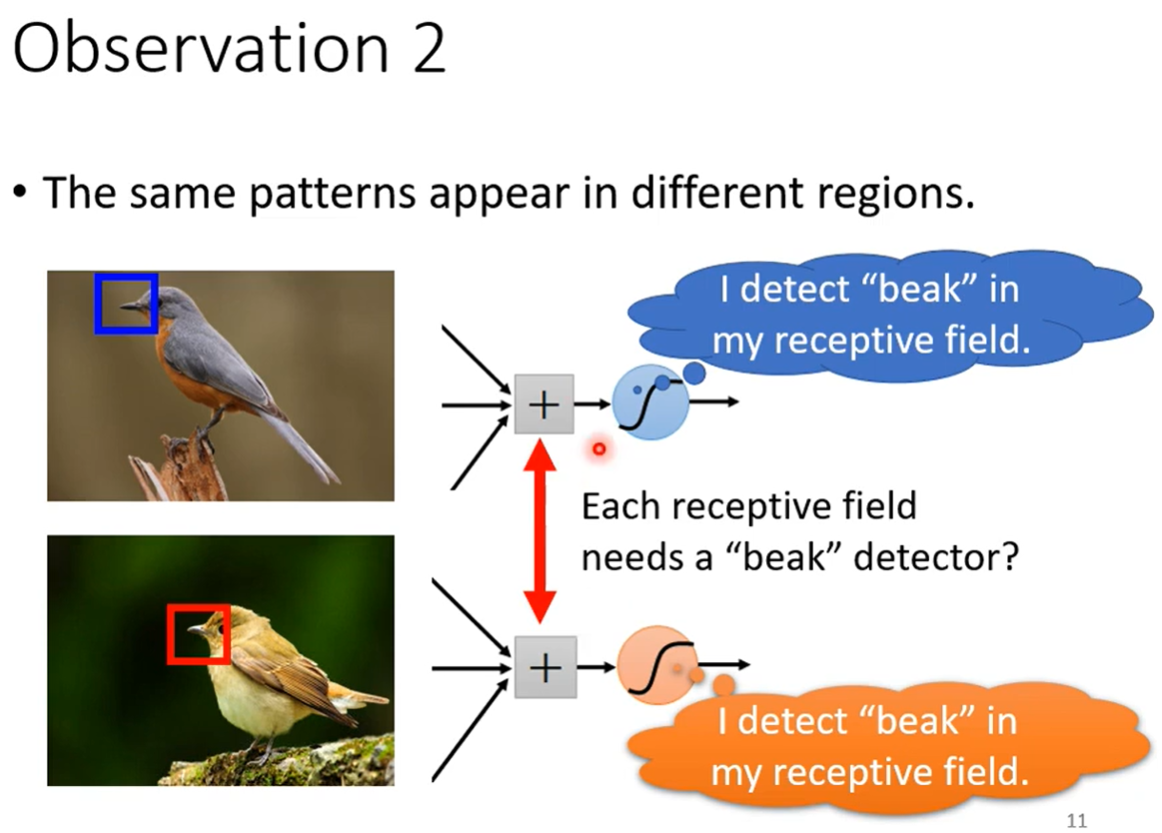 Observation 2
• The same patterns appear in different regions.
I detect “beak” in
my receptive field.
+
Each receptive field
needs a “beak” detector?
+
I detect “beak” in
my receptive field.
11